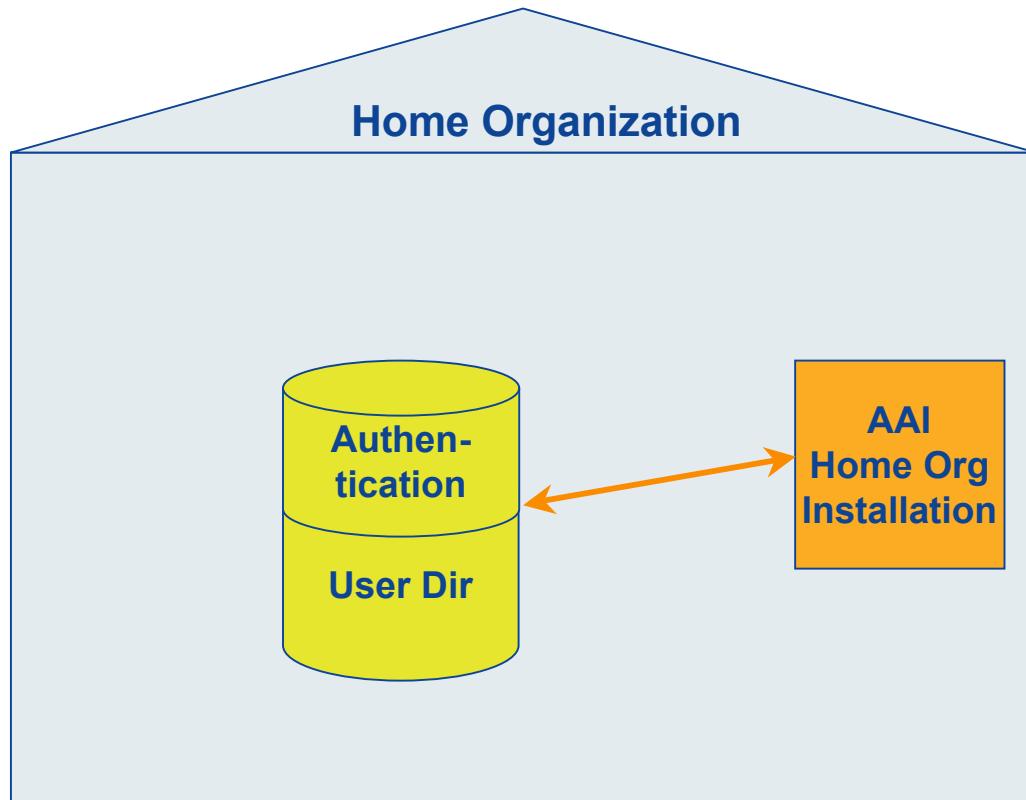 Home Organization
Authen-
tication
User Dir
AAI
Home Org
Installation